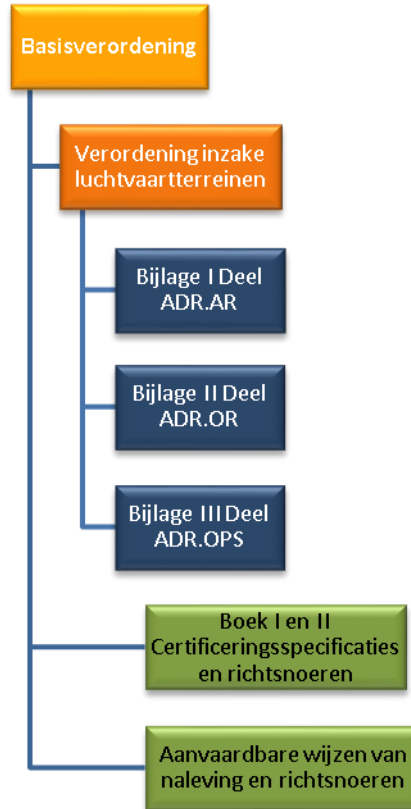 Basisverordening
Verordening inzake
luchtvaartterreinen
Bijlage I Deel
ADR.AR
Bijlage II Deel
ADR.OR
Bijlage III Deel
ADR.OPS
Boek I en II
Certificeringsspecificaties
en richtsnoeren
Aanvaardbare wijzen van
naleving en richtsnoeren